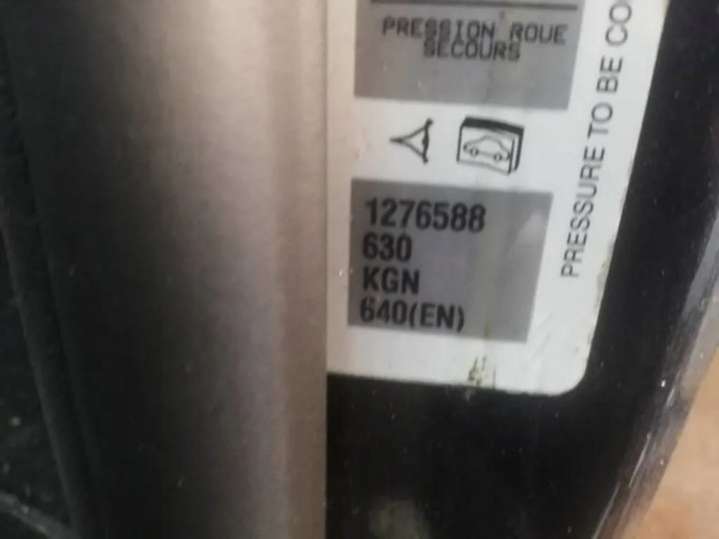 PRESSION ROUE
SECOURS
1276588
630
KGN
640(EN)
PRESSURE TO BE CO